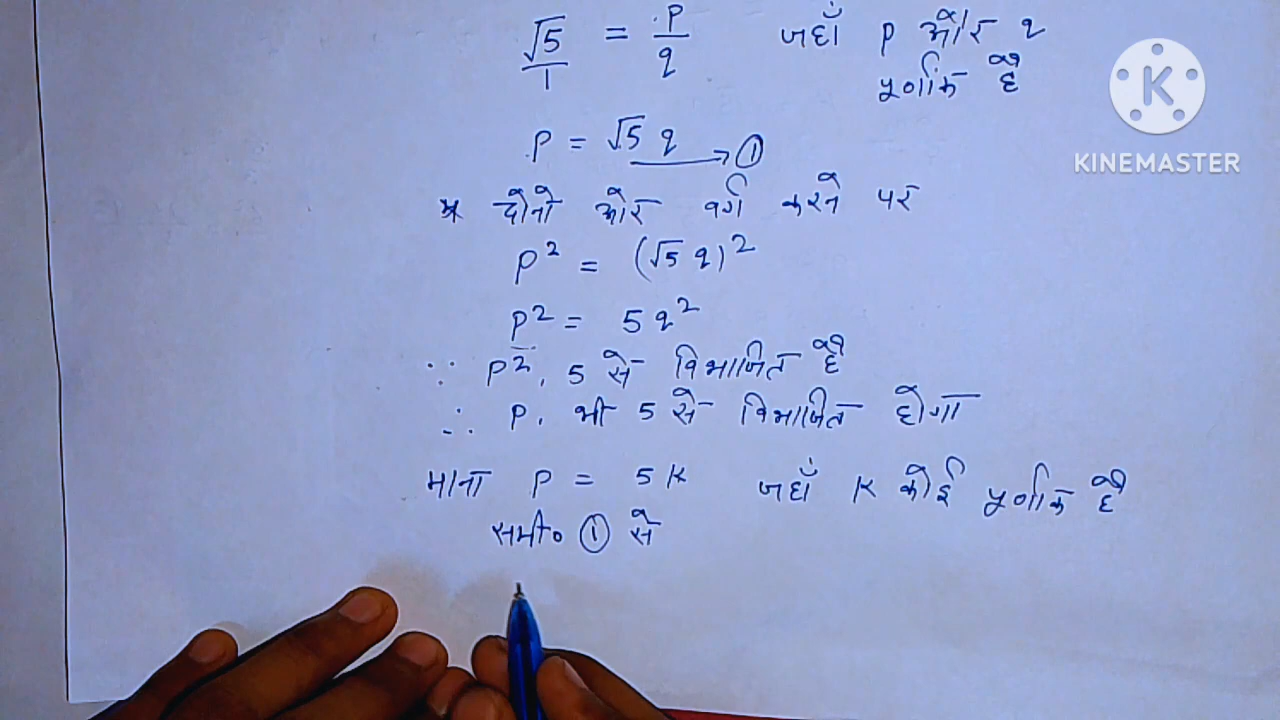 √5/1 = p/q जहाँ p और q
पूर्णांक है
p = √5 q → ①
* दोनो ओर वर्ग करने पर
p² = (√5 q)²
p² = 5q²
∵ p², 5 से विभाजित है
∴ p, भी 5 से विभाजित होगा
माना p = 5K जहाँ K कोई पूर्णांक है
समी० ① से
K
KINEMASTER